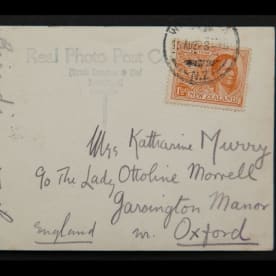 Real Photo Post
N.Z.
NEW ZEALAND
Mrs Katharine Murry
c/o The Lady Ottoline Morrell
Garsington Manor
nr. Oxford
England